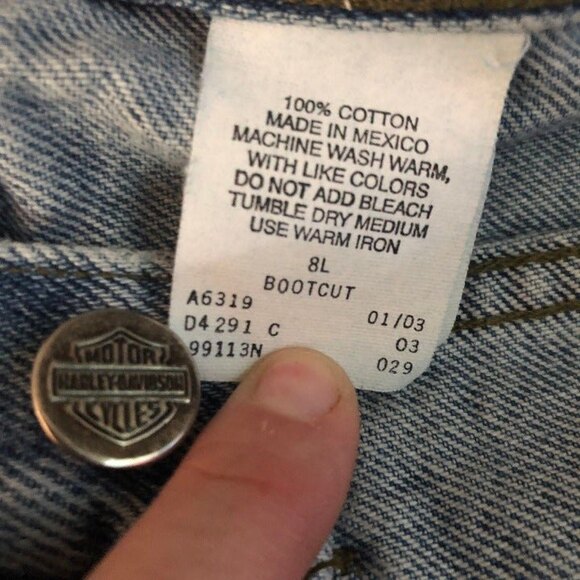 100% COTTON
MADE IN MEXICO
MACHINE WASH WARM,
WITH LIKE COLORS
DO NOT ADD BLEACH
TUMBLE DRY MEDIUM
USE WARM IRON
8L
BOOTCUT
A6319 01/03
D4291 C 03
99113N 029
MOTOR
HARLEY-DAVIDSON
CYCLES